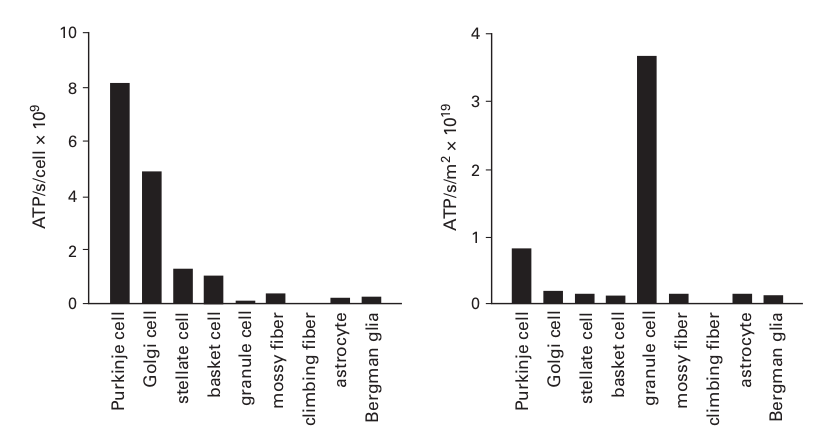 ATP/s/cell × 10⁹
10
8
6
4
2
0
Purkinje cell
Golgi cell
stellate cell
basket cell
granule cell
mossy fiber
climbing fiber
astrocyte
Bergman glia
ATP/s/m² × 10¹⁹
4
3
2
1
0
Purkinje cell
Golgi cell
stellate cell
basket cell
granule cell
mossy fiber
climbing fiber
astrocyte
Bergman glia